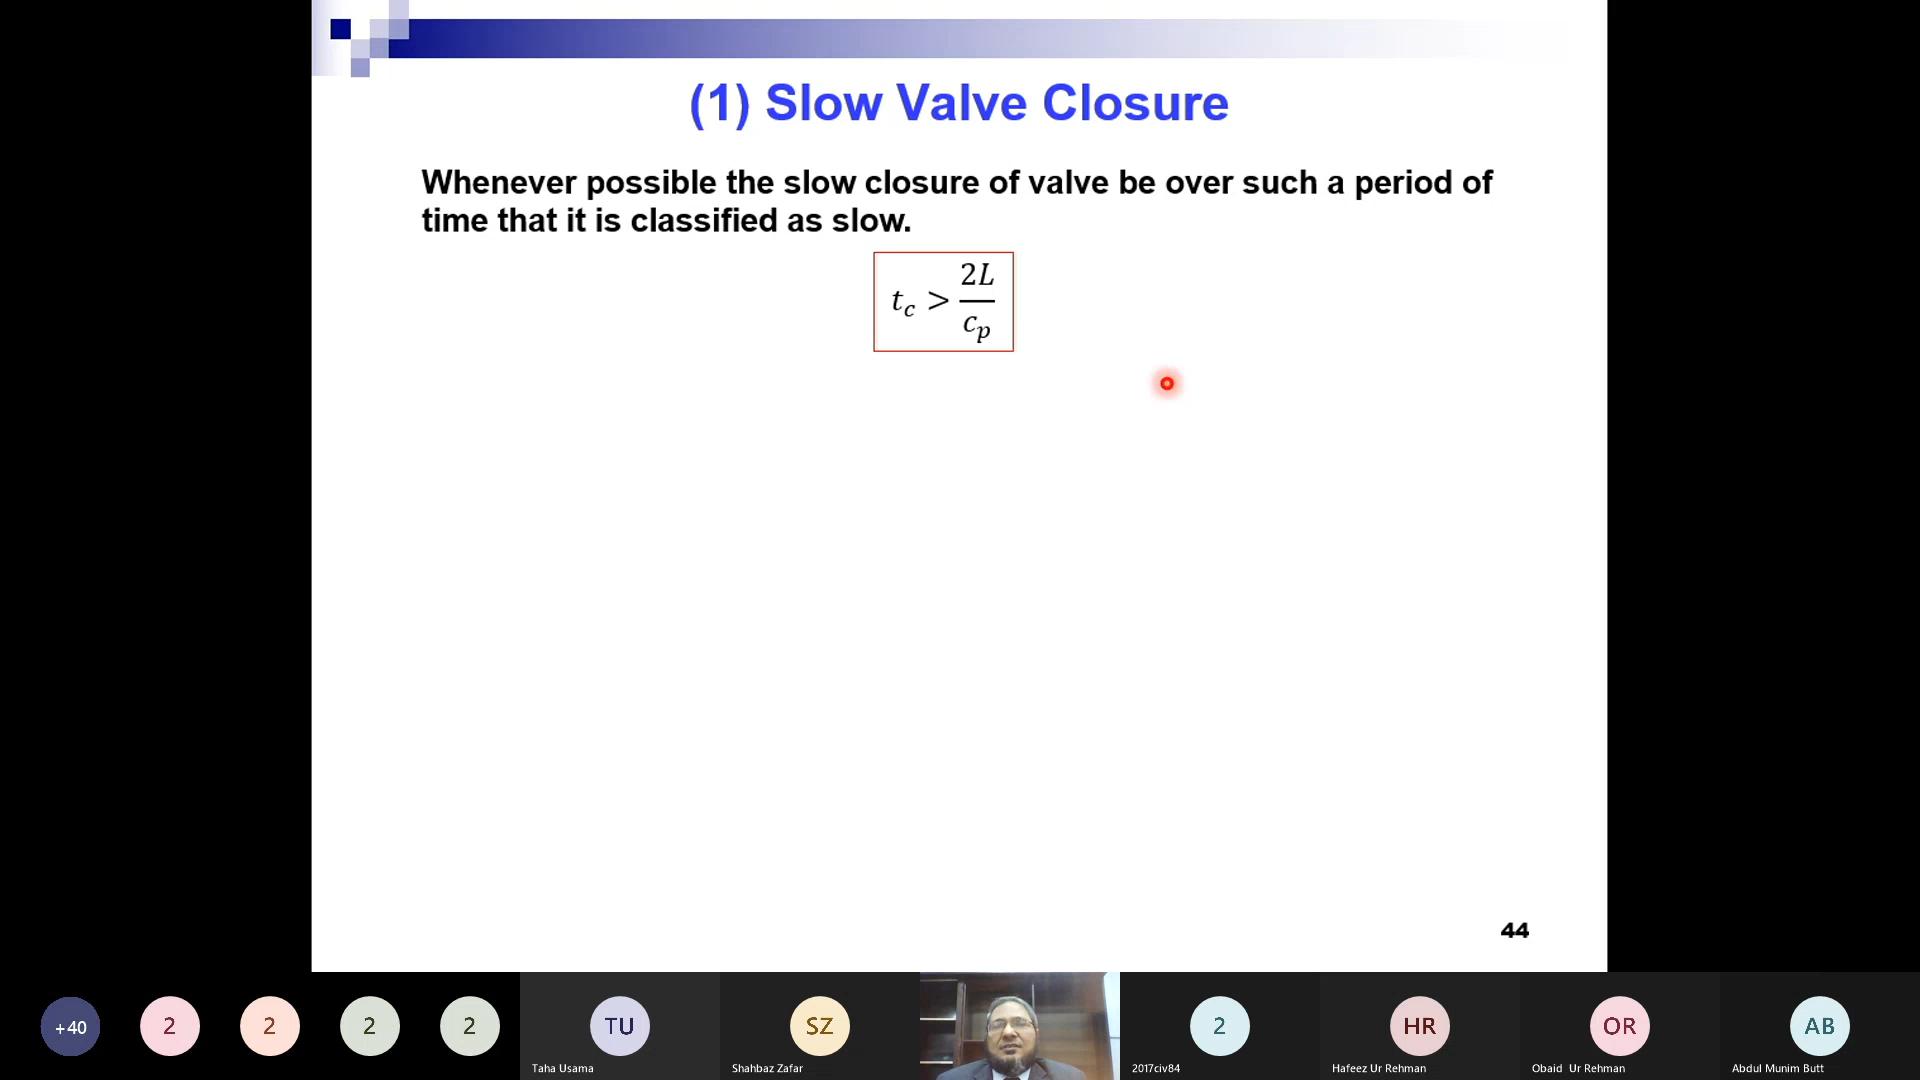 (1) Slow Valve Closure
Whenever possible the slow closure of valve be over such a period of
time that it is classified as slow.
t_c > 2L/c_p
44
+40
2
2
2
2
TU
SZ
2
HR
OR
AB
Taha Usama
Shahbaz Zafar
2017civ84
Hafeez Ur Rehman
Obaid Ur Rehman
Abdul Munim Butt